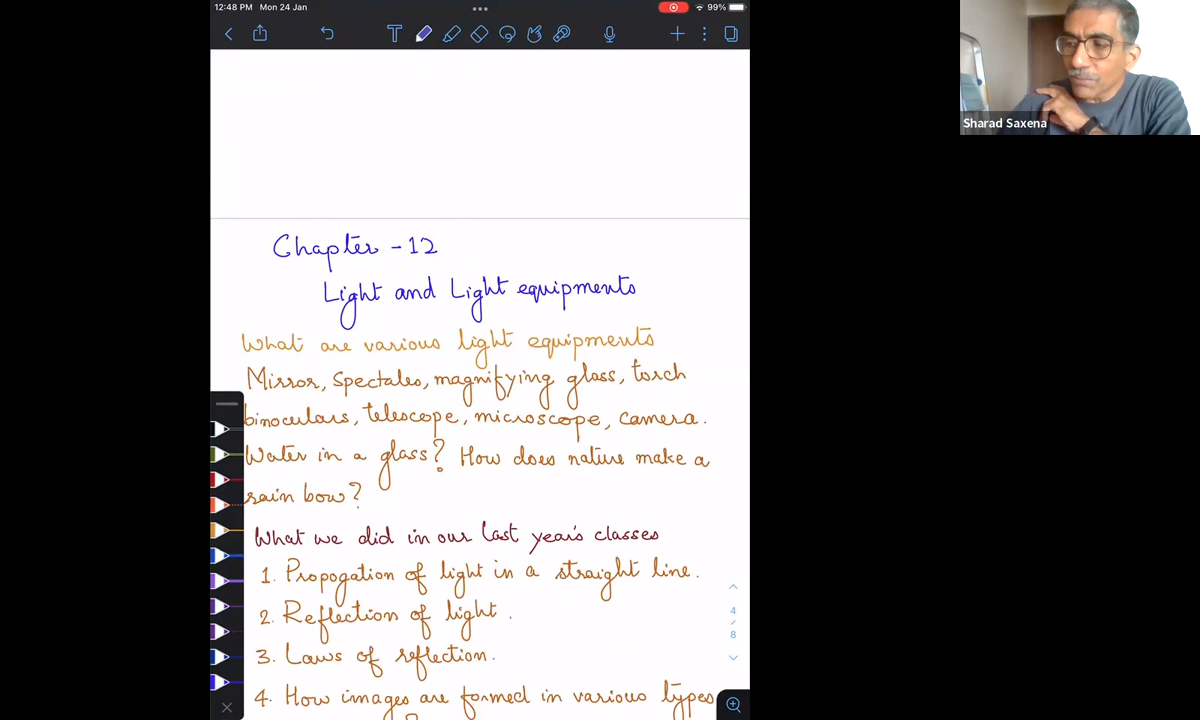 12:48 PM Mon 24 Jan
99%
Sharad Saxena
Chapter - 12
Light and Light equipments
What are various light equipments
Mirror, Spectales, magnifying glass, torch
binoculars, telescope, microscope, camera.
Water in a glass? How does nature make a
rain bow?
What we did in our last year's classes
1. Propogation of light in a straight line.
2. Reflection of light.
3. Laws of reflection.
4. How images are formed in various types
4
/
8